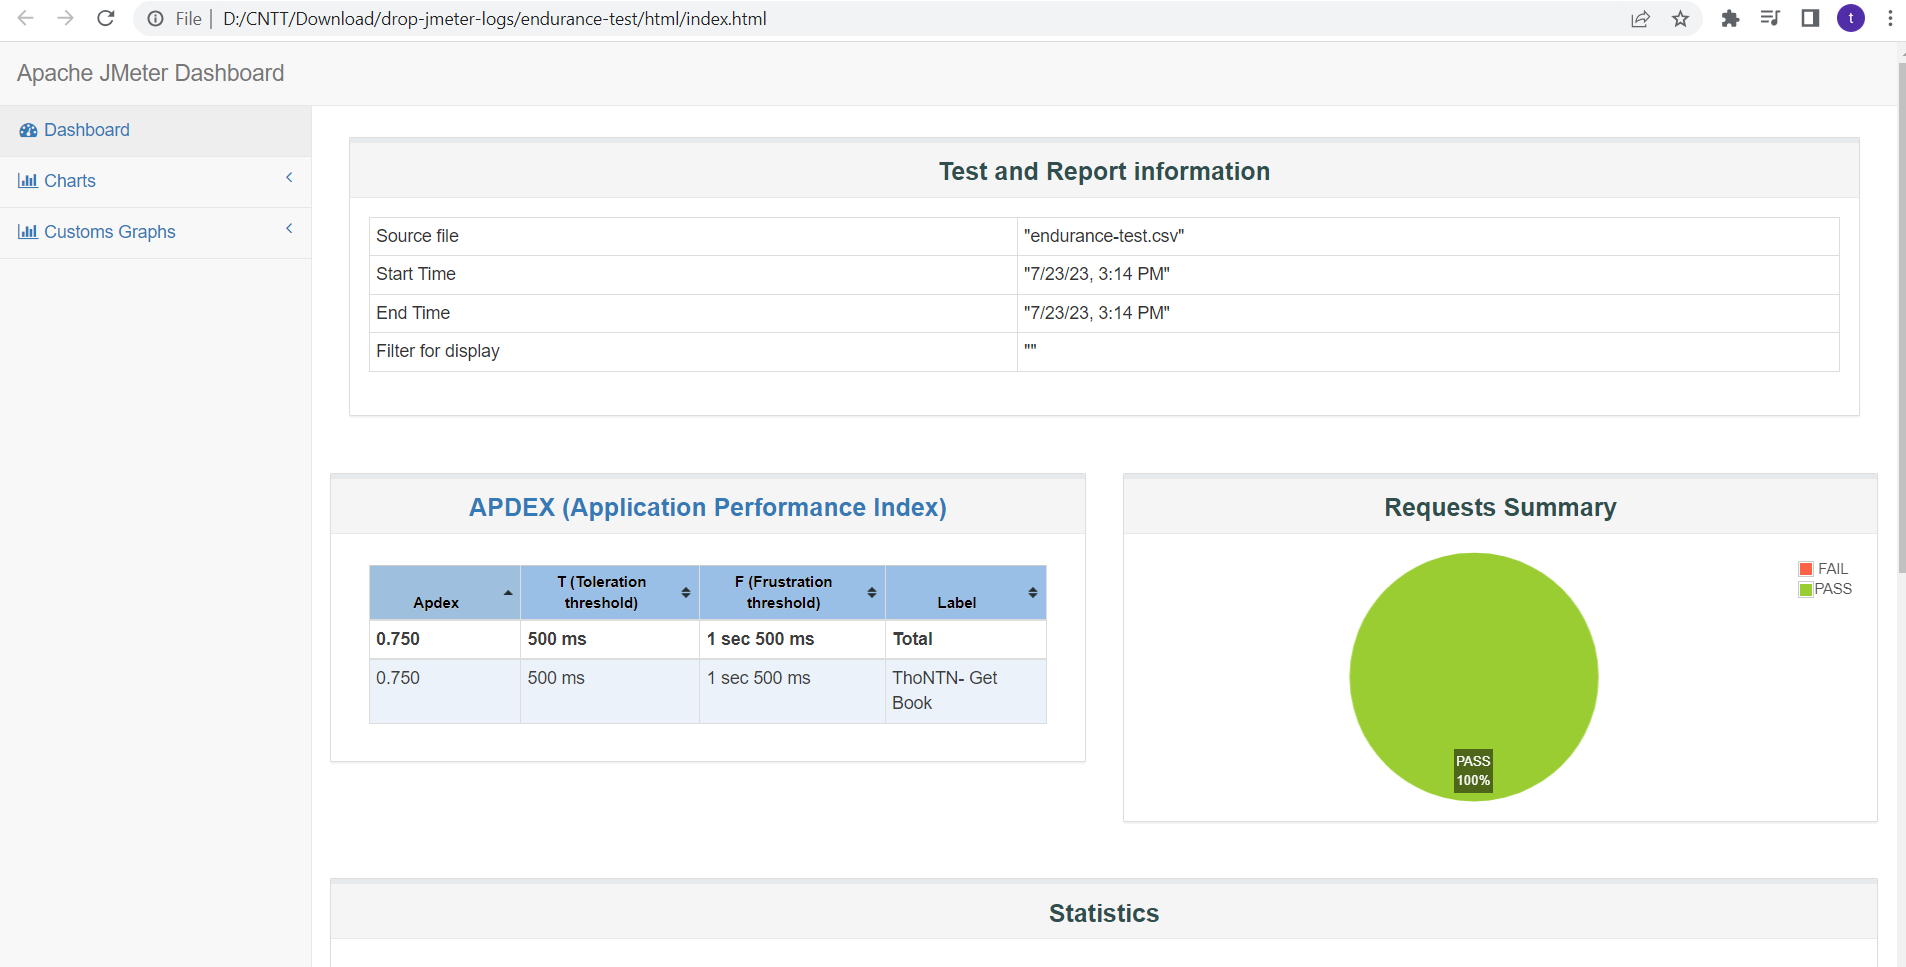 File | D:/CNTT/Download/drop-jmeter-logs/endurance-test/html/index.html
t
Apache JMeter Dashboard
Dashboard
Charts
Customs Graphs
Test and Report information
Source file "endurance-test.csv"
Start Time "7/23/23, 3:14 PM"
End Time "7/23/23, 3:14 PM"
Filter for display ""
APDEX (Application Performance Index)
Apdex T (Toleration threshold) F (Frustration threshold) Label
0.750 500 ms 1 sec 500 ms Total
0.750 500 ms 1 sec 500 ms ThoNTN- Get
Book
Requests Summary
FAIL
PASS
PASS
100%
Statistics